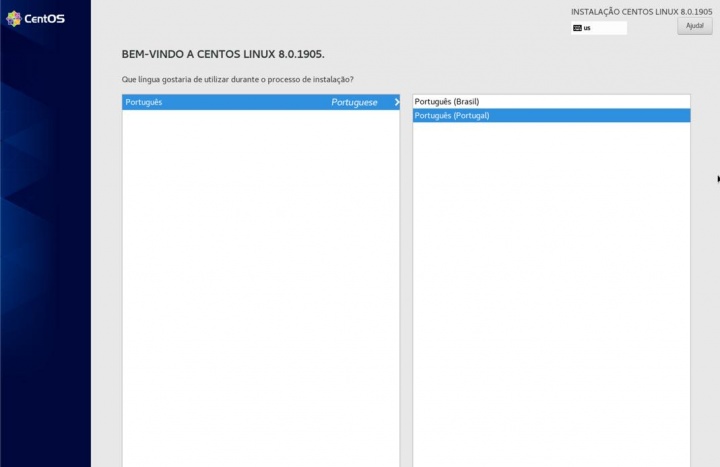 CentOS
INSTALAÇÃO CENTOS LINUX 8.0.1905
us
Ajuda!
BEM-VINDO A CENTOS LINUX 8.0.1905.
Que língua gostaria de utilizar durante o processo de instalação?
Português Portuguese
Português (Brasil)
Português (Portugal)